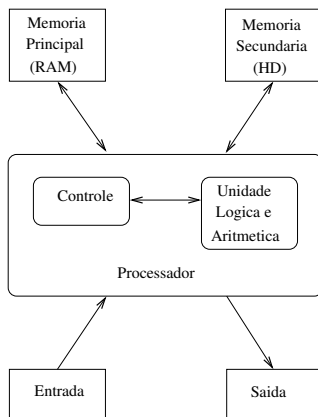 Memoria
Principal
(RAM)
Memoria
Secundaria
(HD)
Controle
Unidade
Logica e
Aritmetica
Processador
Entrada
Saida